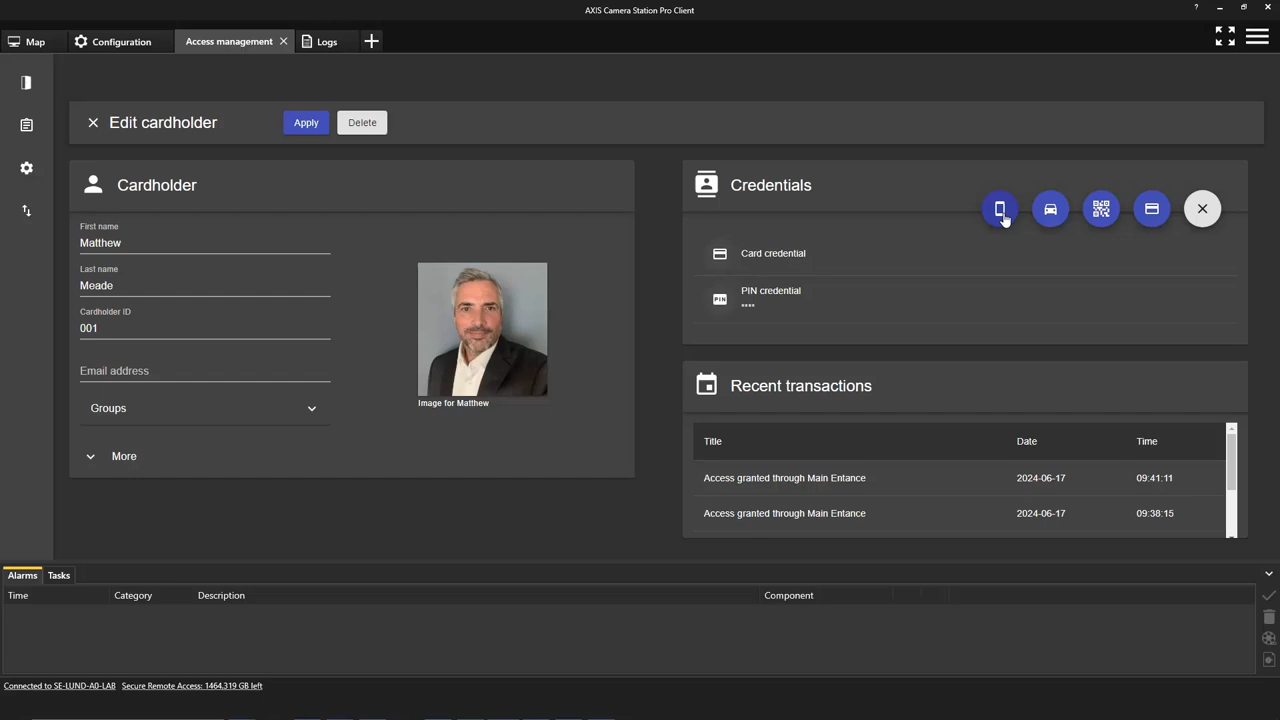 AXIS Camera Station Pro Client
?
Map
Configuration
Access management
Logs
Edit cardholder
Apply
Delete
Cardholder
First name
Matthew
Last name
Meade
Cardholder ID
001
Email address
Groups
More
Image for Matthew
Credentials
Card credential
PIN
PIN credential
••••
Recent transactions
Title Date Time
Access granted through Main Entance 2024-06-17 09:41:11
Access granted through Main Entance 2024-06-17 09:38:15
Alarms Tasks
Time Category Description Component
Connected to SE-LUND-A0-LAB Secure Remote Access: 1464.319 GB left